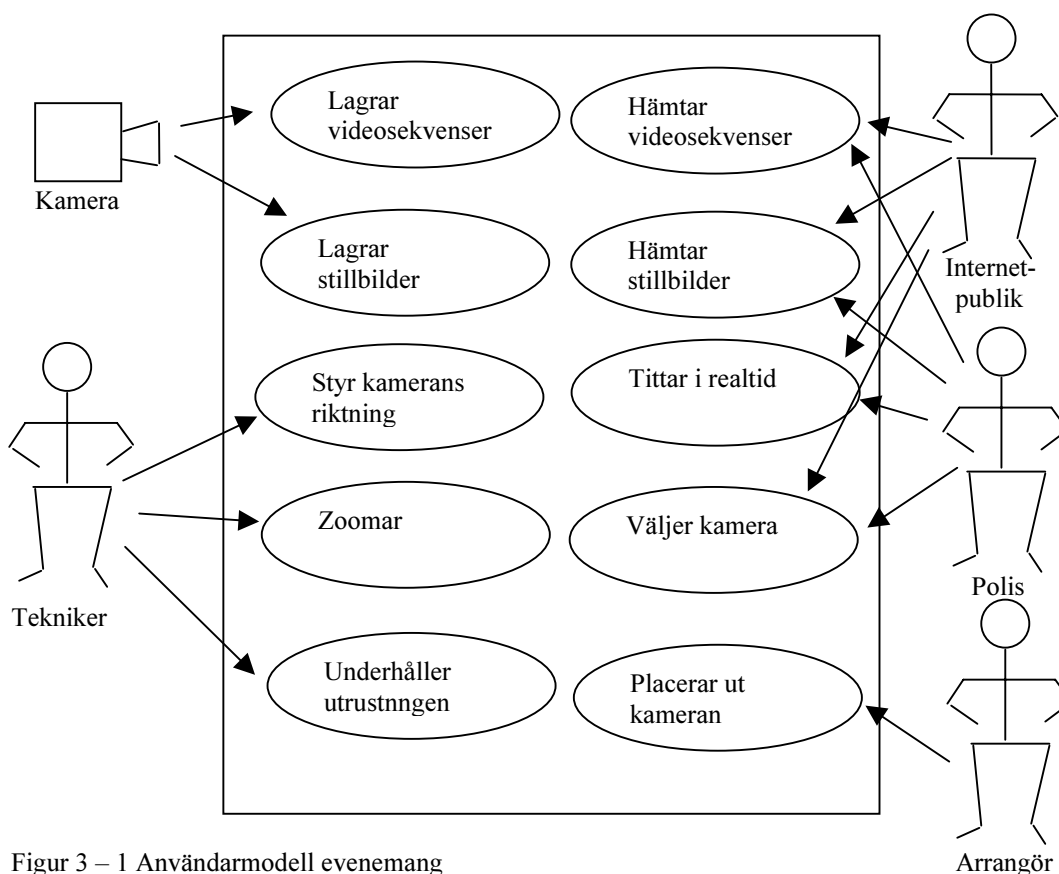 Lagrar
videosekvenser
Hämtar
videosekvenser
Kamera
Lagrar
stillbilder
Hämtar
stillbilder
Internet-
publik
Styr kamerans
riktning
Tittar i realtid
Zoomar
Väljer kamera
Polis
Tekniker
Underhåller
utrustnngen
Placerar ut
kameran
Figur 3 – 1 Användarmodell evenemang
Arrangör